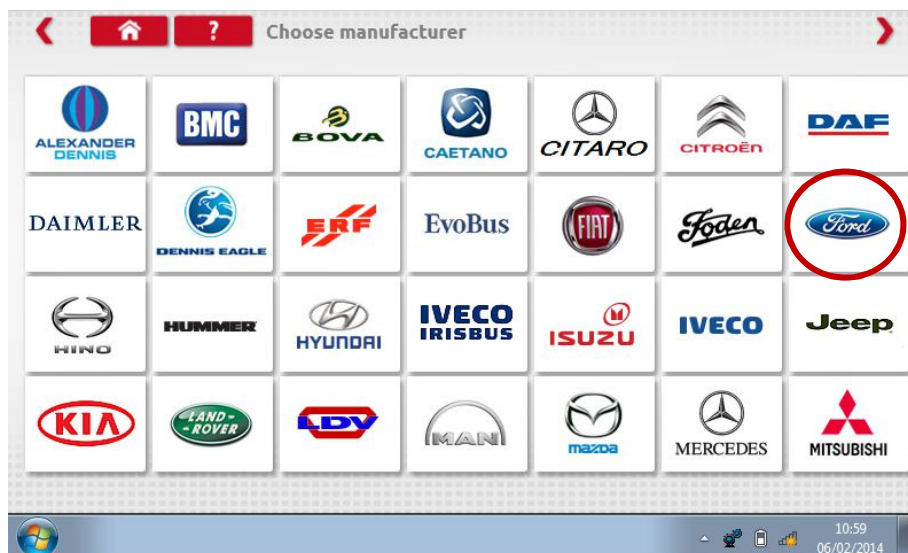 ? Choose manufacturer
ALEXANDER
DENNIS
BMC
BOVA
CAETANO
CITARO
CITROËN
DAF
DAIMLER
DENNIS EAGLE
ERF
EvoBus
FIAT
Foden
Ford
HINO
HUMMER
HYUNDAI
IVECO
IRISBUS
ISUZU
IVECO
Jeep
KIA
LAND-
-ROVER
LDV
MAN
mazda
MERCEDES
MITSUBISHI
10:59
06/02/2014